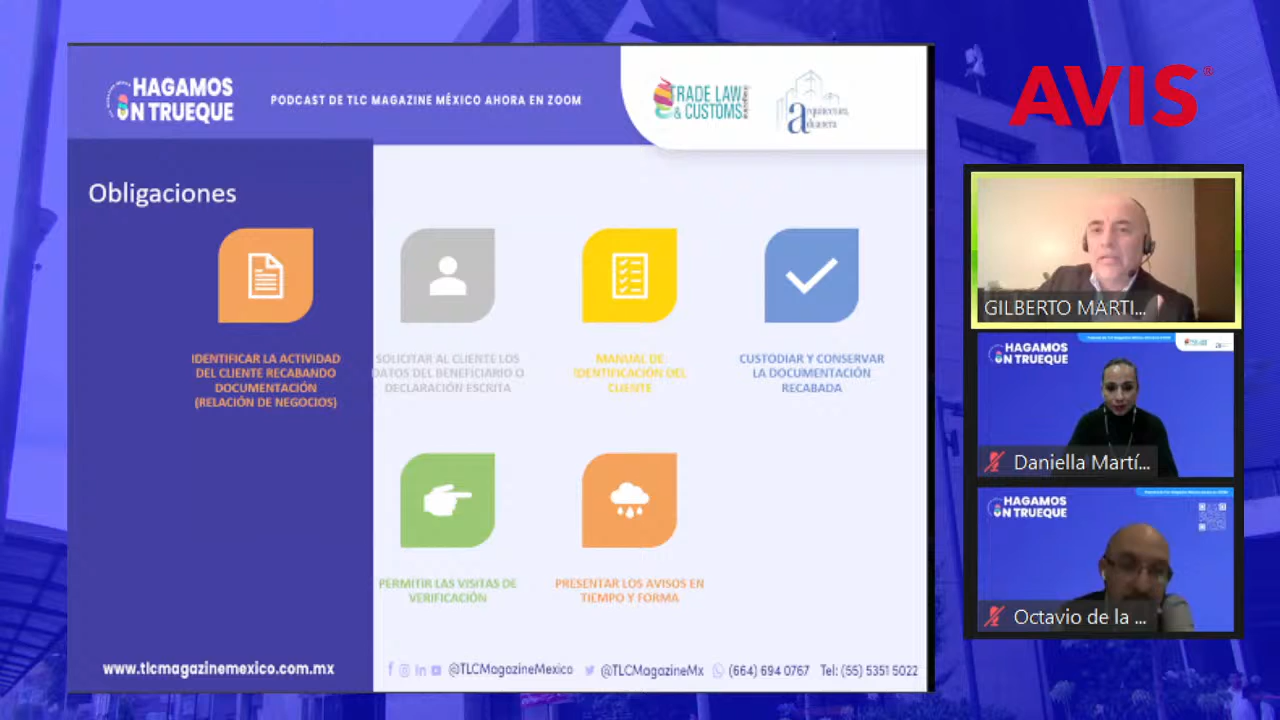 HAGAMOS
UN TRUEQUE
PODCAST DE TLC MAGAZINE MÉXICO AHORA EN ZOOM
TRADE LAW
& CUSTOMS
arquitectura
aduanera
AVIS
Obligaciones
IDENTIFICAR LA ACTIVIDAD
DEL CLIENTE RECABANDO
DOCUMENTACIÓN
(RELACIÓN DE NEGOCIOS)
SOLICITAR AL CLIENTE LOS
DATOS DEL BENEFICIARIO O
DECLARACIÓN ESCRITA
MANUAL DE
IDENTIFICACIÓN DEL
CLIENTE
CUSTODIAR Y CONSERVAR
LA DOCUMENTACIÓN
RECABADA
PERMITIR LAS VISITAS DE
VERIFICACIÓN
PRESENTAR LOS AVISOS EN
TIEMPO Y FORMA
www.tlcmagazinemexico.com.mx
@TLCMagazineMexico
@TLCMagazineMx
(664) 694 0767
Tel: (55) 5351 5022
GILBERTO MARTI...
HAGAMOS
UN TRUEQUE
Daniella Martí...
HAGAMOS
UN TRUEQUE
Octavio de la ...